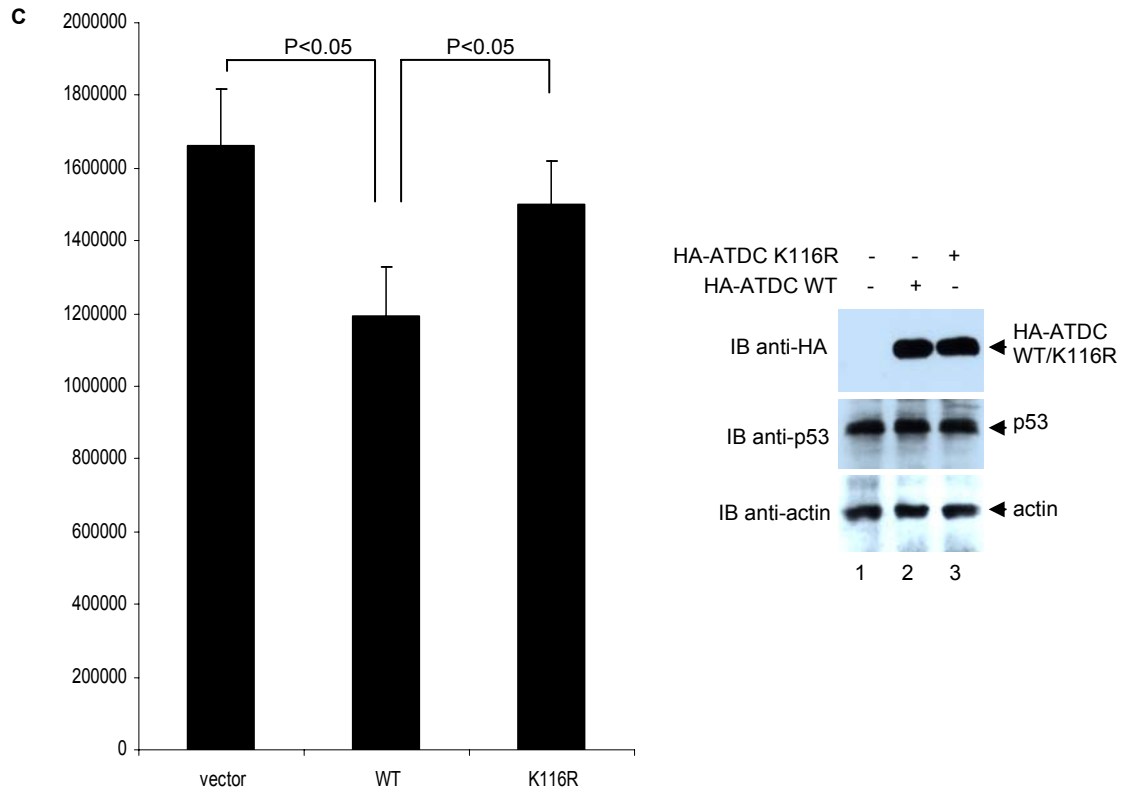 C
2000000
1800000
1600000
1400000
1200000
1000000
800000
600000
400000
200000
0
P<0.05
P<0.05
vector
WT
K116R
HA-ATDC K116R - - +
HA-ATDC WT - + -
IB anti-HA
HA-ATDC
WT/K116R
IB anti-p53
p53
IB anti-actin
actin
1 2 3